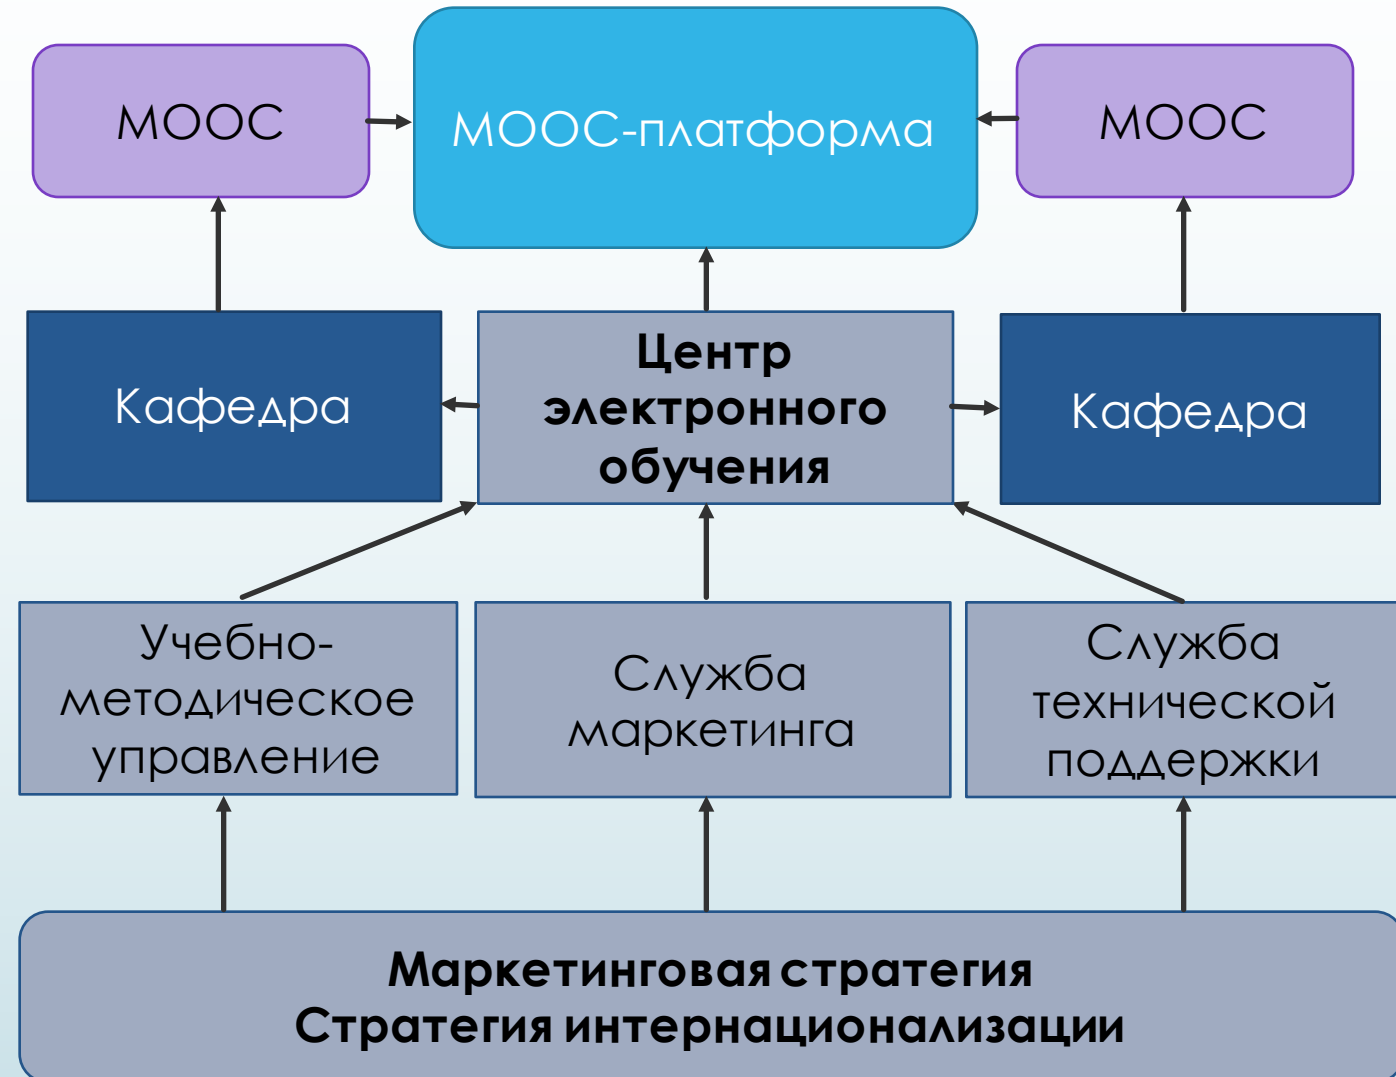 МООС
МООС-платформа
МООС
Кафедра
Центр
электронного
обучения
Кафедра
Учебно-
методическое
управление
Служба
маркетинга
Служба
технической
поддержки
Маркетинговая стратегия
Стратегия интернационализации